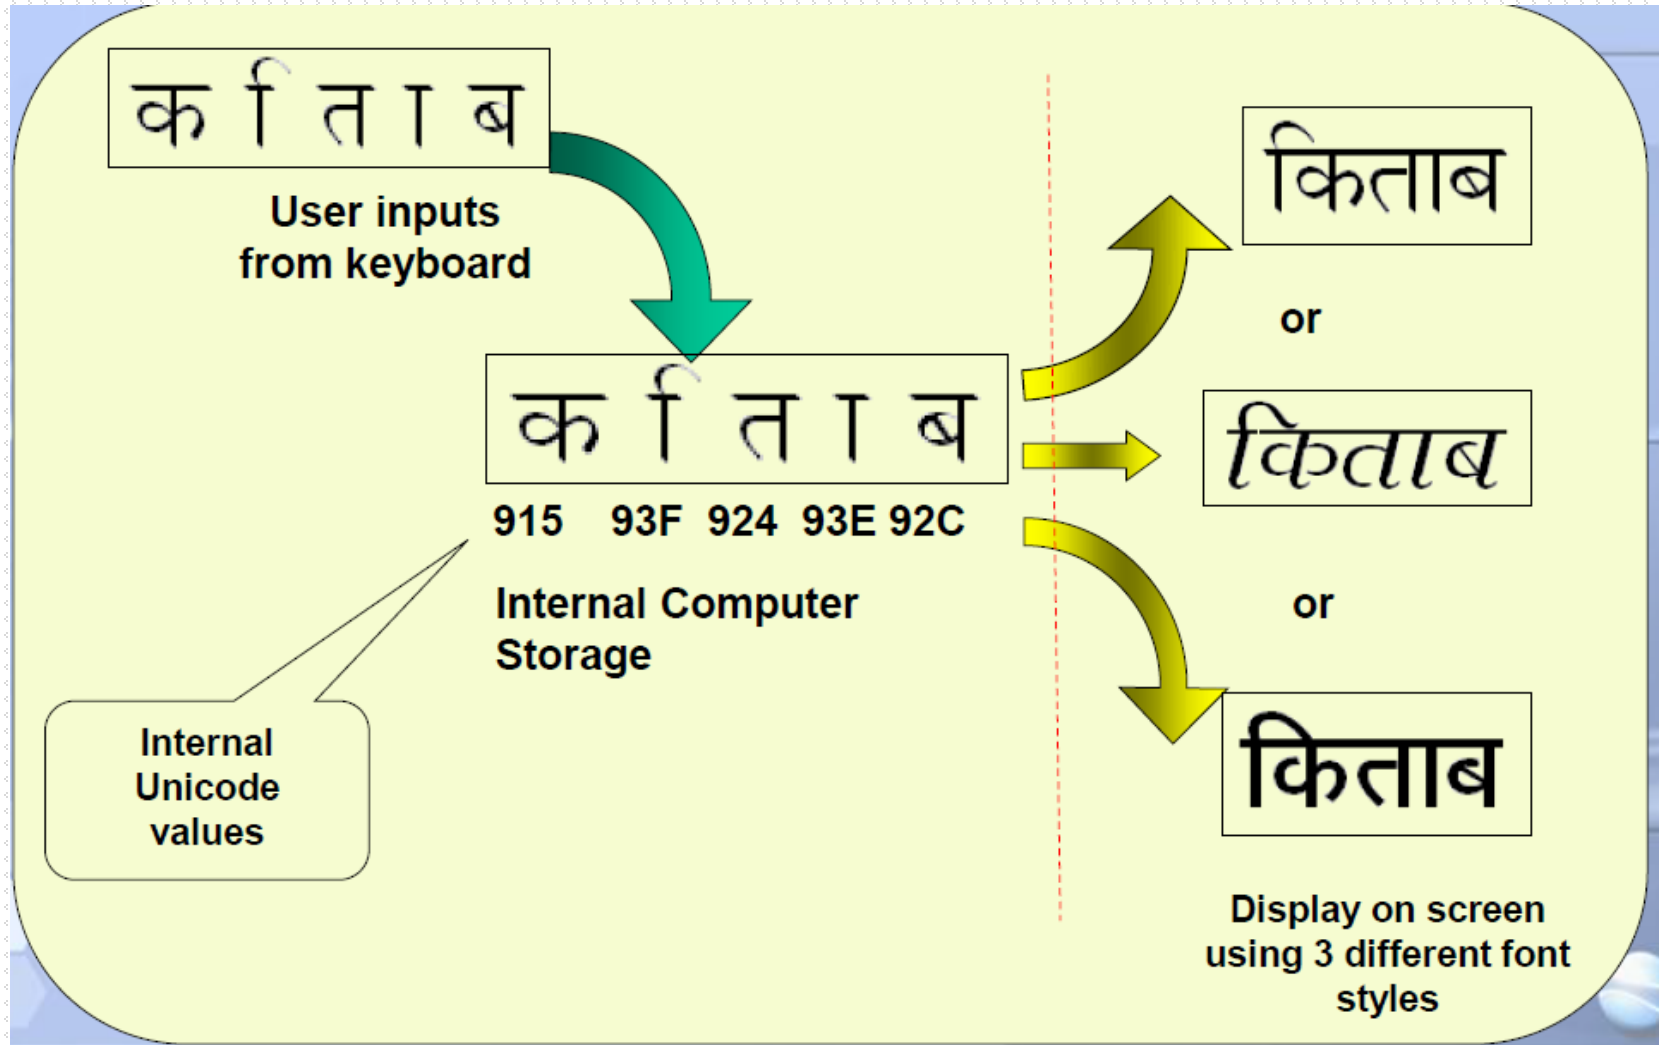 क ि त ा ब
User inputs
from keyboard
क ि त ा ब
915 93F 924 93E 92C
Internal Computer
Storage
Internal
Unicode
values
किताब
or
किताब
or
किताब
Display on screen
using 3 different font
styles